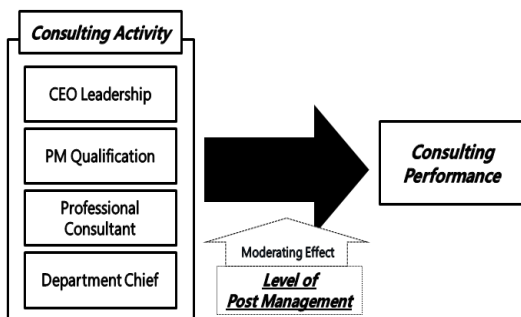 Consulting Activity
CEO Leadership
PM Qualification
Professional
Consultant
Department Chief
Consulting
Performance
Moderating Effect
Level of
Post Management